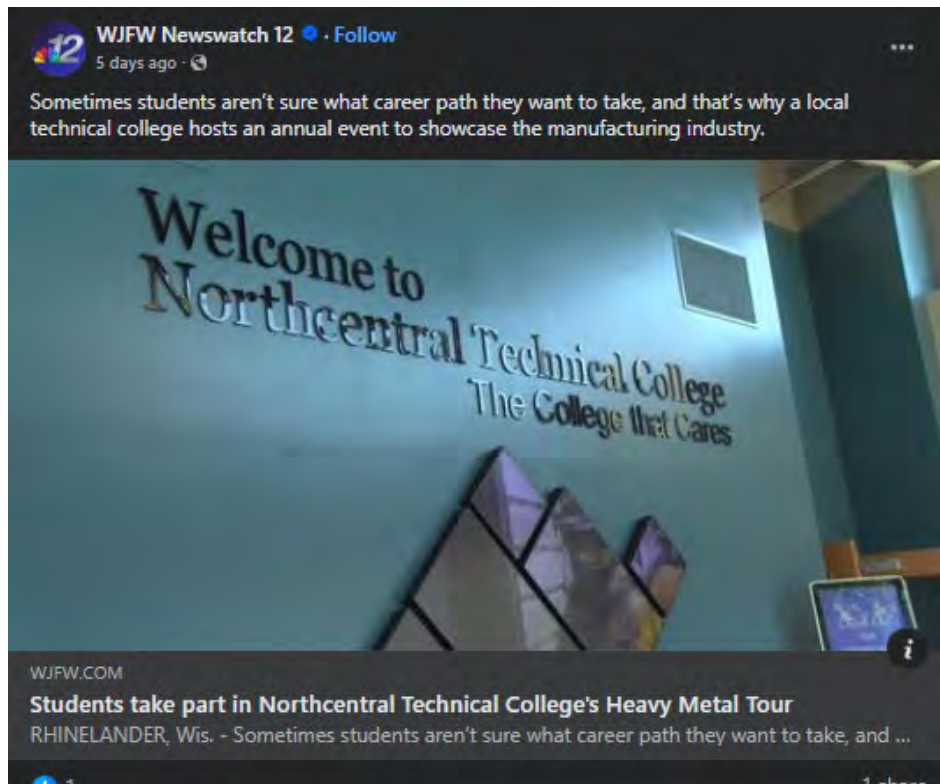 12
WJFW Newswatch 12 · Follow
5 days ago ·
Sometimes students aren't sure what career path they want to take, and that's why a local
technical college hosts an annual event to showcase the manufacturing industry.
Welcome to
Northcentral Technical College
The College that Cares
i
WJFW.COM
Students take part in Northcentral Technical College's Heavy Metal Tour
RHINELANDER, Wis. - Sometimes students aren't sure what career path they want to take, and ...
1 share